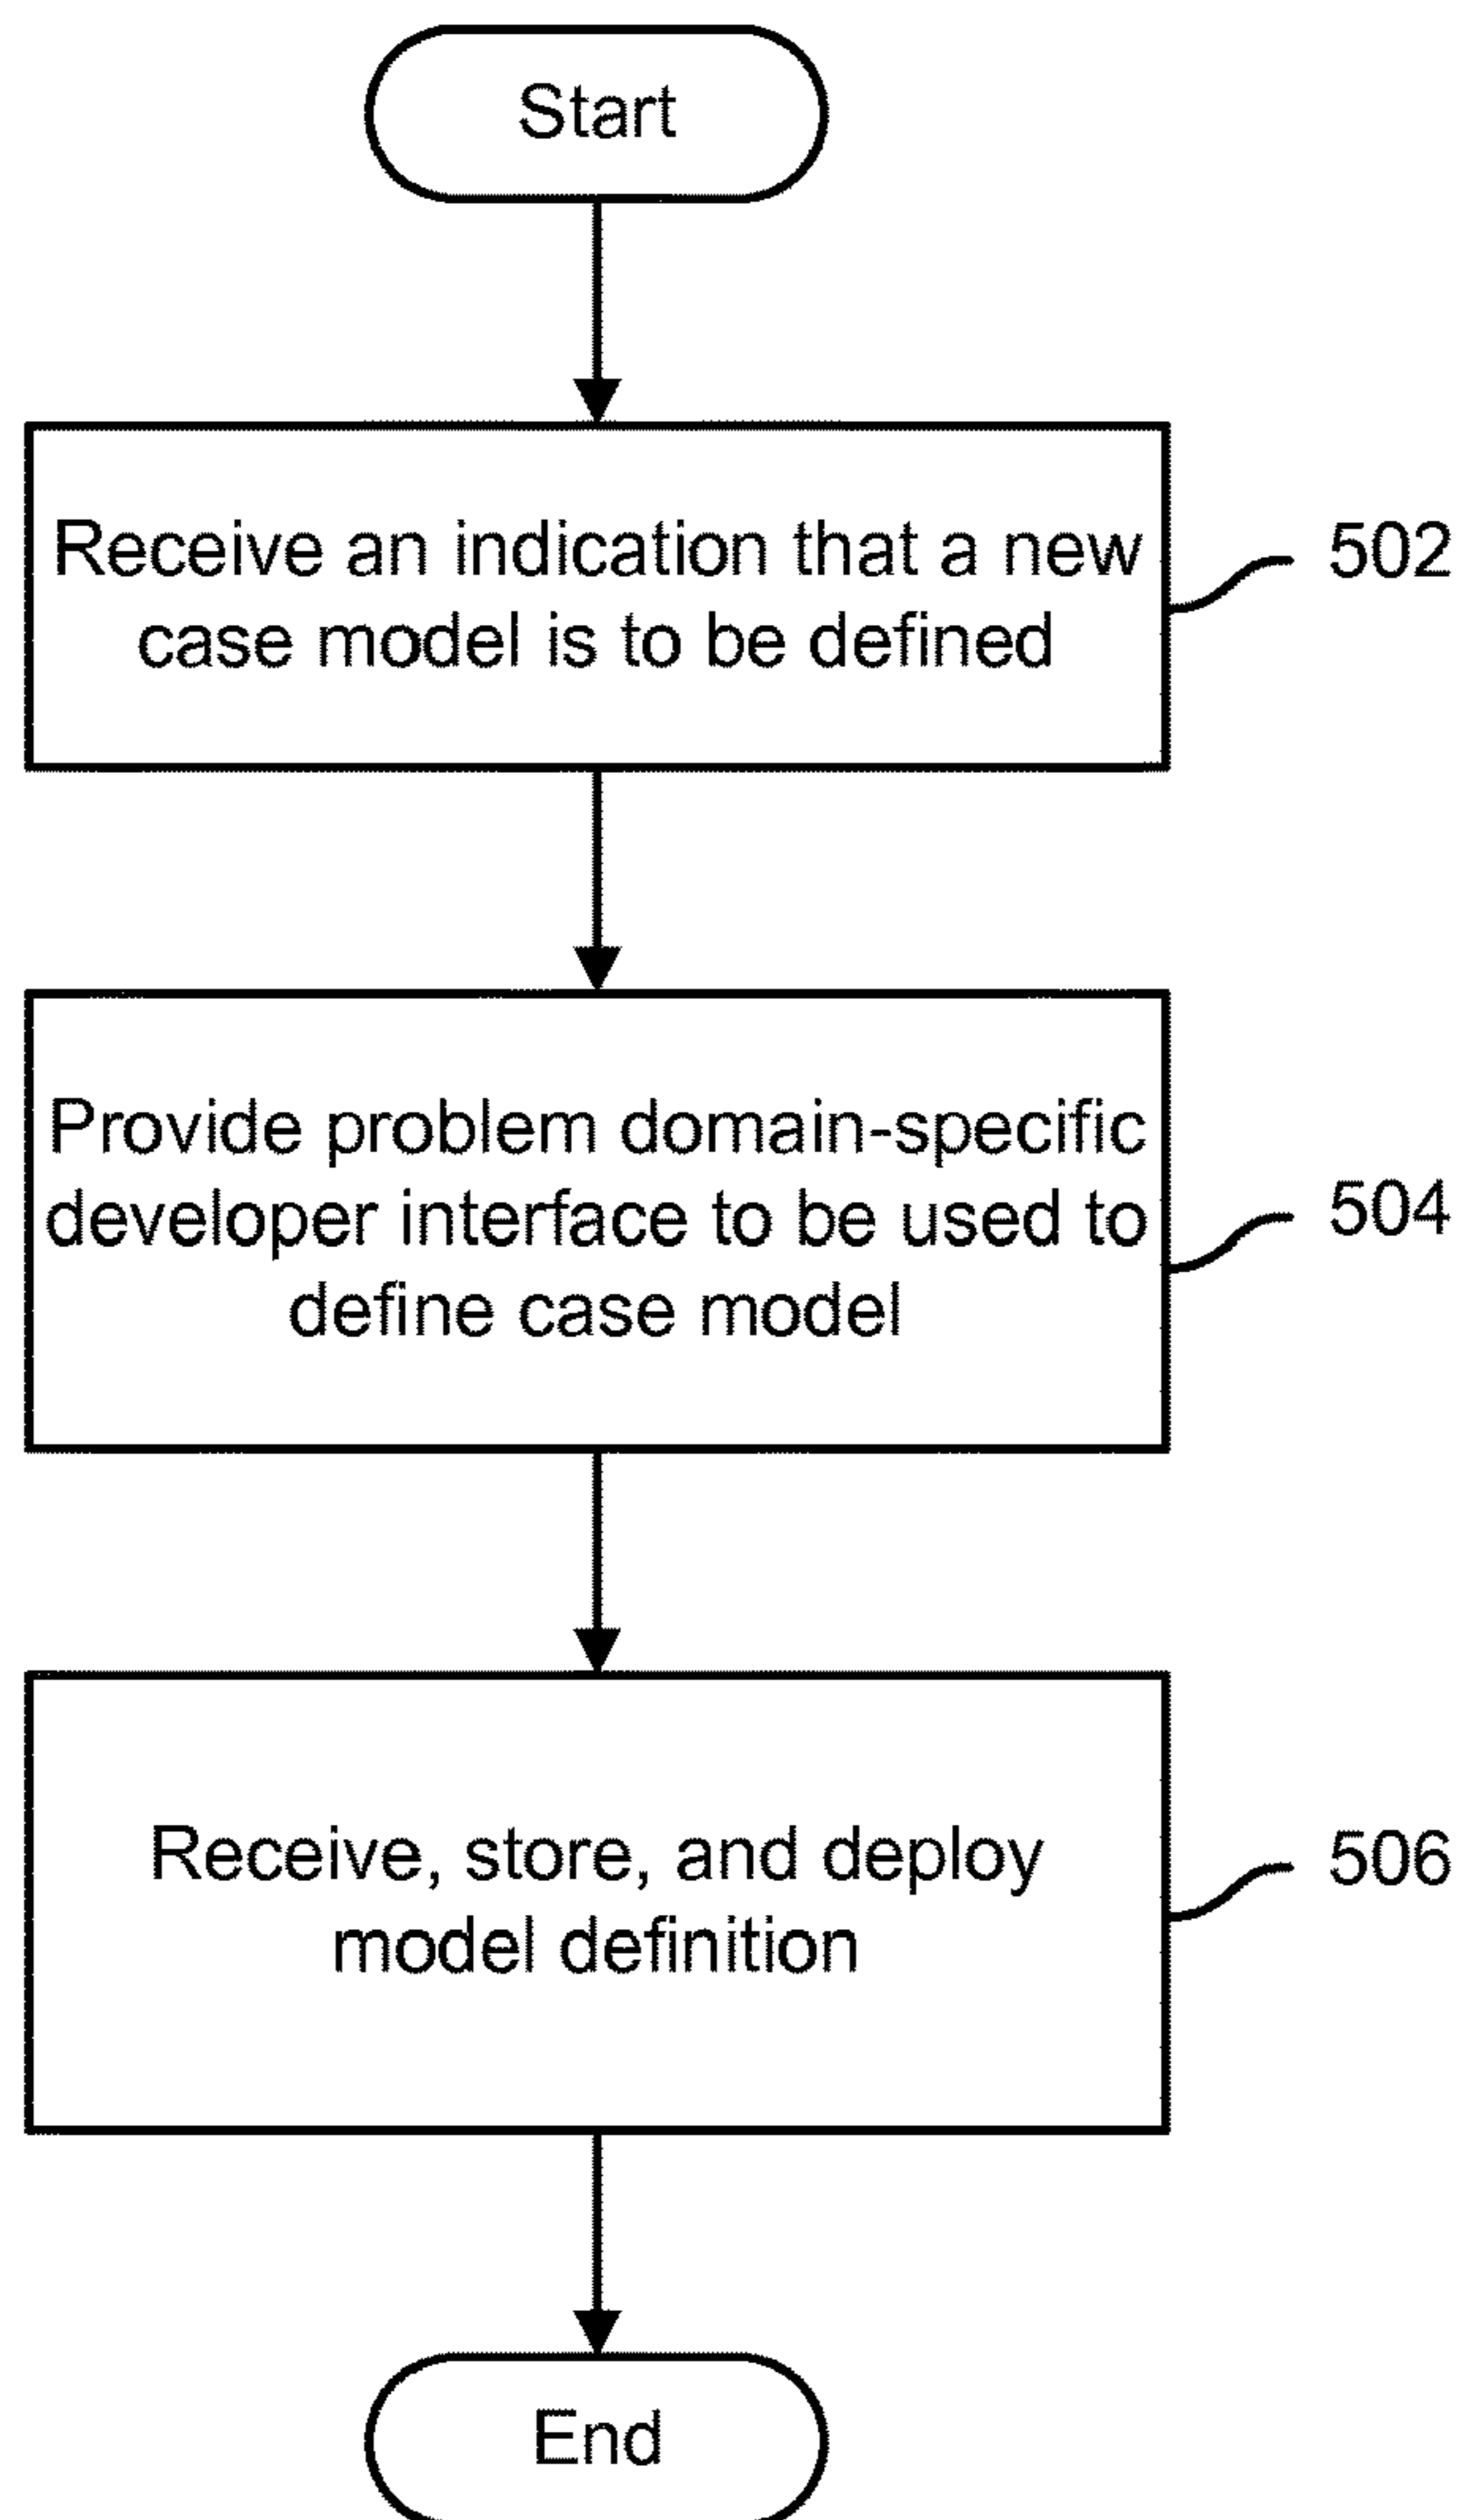 Start
Receive an indication that a new
case model is to be defined
502
Provide problem domain-specific
developer interface to be used to
define case model
504
Receive, store, and deploy
model definition
506
End